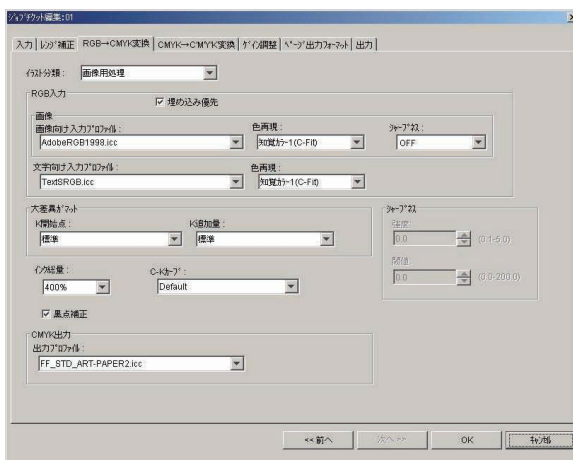 ｼﾞｮﾌﾞﾁｹｯﾄ編集:01
入力 ﾚﾝｼﾞ補正 RGB→CMYK変換 CMYK→C'M'Y'K'変換 ｹﾞｲﾝ調整 ﾍﾟｰｼﾞ出力ﾌｫｰﾏｯﾄ 出力
ｲﾗｽﾄ分類： 画像用処理
RGB入力
埋め込み優先
画像
画像向け入力ﾌﾟﾛﾌｧｲﾙ： 色再現： ｼｬｰﾌﾟﾈｽ：
AdobeRGB1998.icc 知覚ｶﾗｰ1(C-Fit) OFF
文字向け入力ﾌﾟﾛﾌｧｲﾙ： 色再現：
TextSRGB.icc 知覚ｶﾗｰ1(C-Fit)
大差異ｶﾞﾏｯﾄ ｼｬｰﾌﾟﾈｽ
K開始点： K追加量： 強度:
標準 標準 0.0 (0.1-5.0)
閾値:
ｲﾝｸ総量： C-Kｶｰﾌﾞ： 0.0 (0.0-200.0)
400% Default
黒点補正
CMYK出力
出力ﾌﾟﾛﾌｧｲﾙ：
FF_STD_ART-PAPER2.icc
<<前へ 次へ>> OK ｷｬﾝｾﾙ